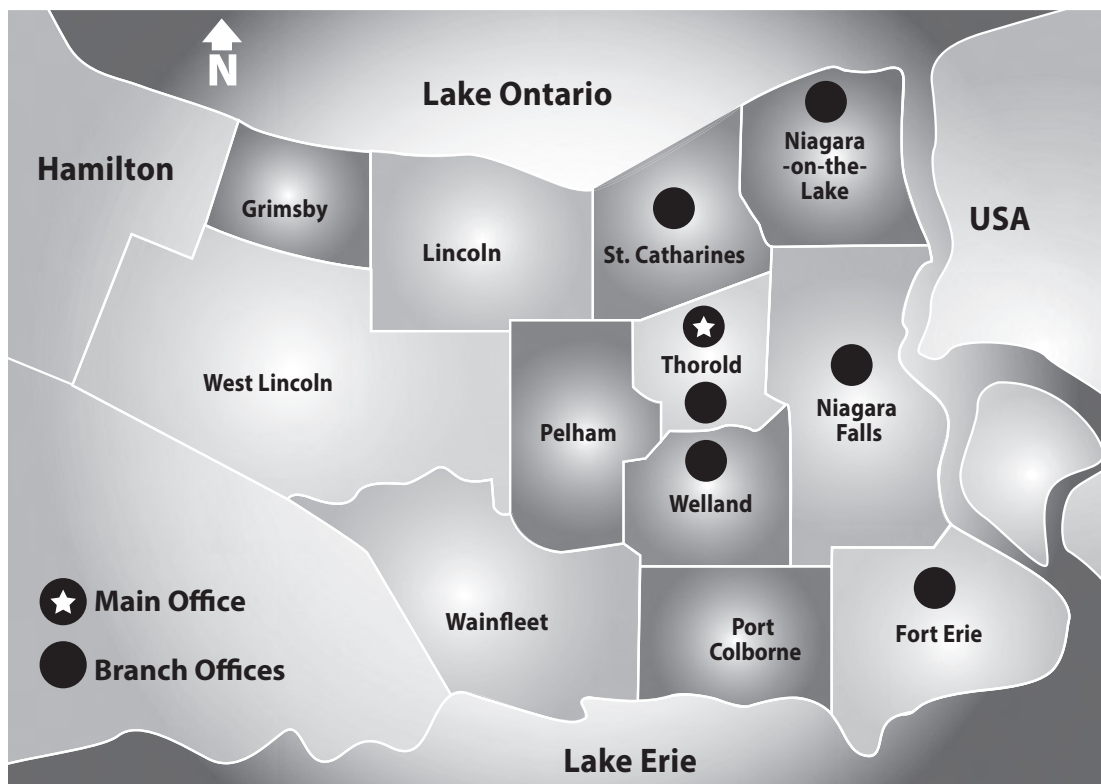 N
Lake Ontario
Hamilton
Niagara
-on-the-
Lake
Grimsby
USA
Lincoln
St. Catharines
Thorold
West Lincoln
Niagara
Falls
Pelham
Welland
Main Office
Wainfleet
Port
Colborne
Fort Erie
Branch Offices
Lake Erie